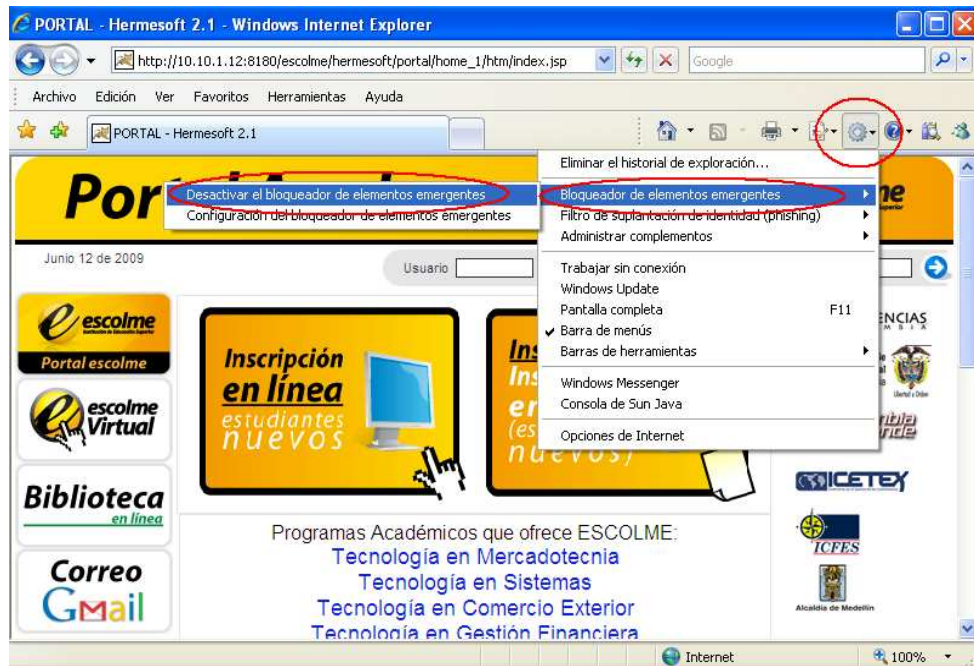 PORTAL - Hermesoft 2.1 - Windows Internet Explorer
http://10.10.1.12:8180/escolme/hermesoft/portal/home_1/htm/index.jsp
Google
Archivo Edición Ver Favoritos Herramientas Ayuda
PORTAL - Hermesoft 2.1
Eliminar el historial de exploración...
Bloqueador de elementos emergentes
Filtro de suplantación de identidad (phishing)
Administrar complementos
Trabajar sin conexión
Windows Update
Pantalla completa F11
Barra de menús
Barras de herramientas
Windows Messenger
Consola de Sun Java
Opciones de Internet
Desactivar el bloqueador de elementos emergentes
Configuración del bloqueador de elementos emergentes
Por
Junio 12 de 2009
Usuario
escolme
Portal escolme
escolme
Virtual
Biblioteca
en línea
Correo
GMail
Inscripción
en línea
estudiantes
nuevos
nuevos)
Programas Académicos que ofrece ESCOLME:
Tecnología en Mercadotecnia
Tecnología en Sistemas
Tecnología en Comercio Exterior
Tecnología en Gestión Financiera
ICETEX
ICFES
Alcaldía de Medellín
Internet
100%